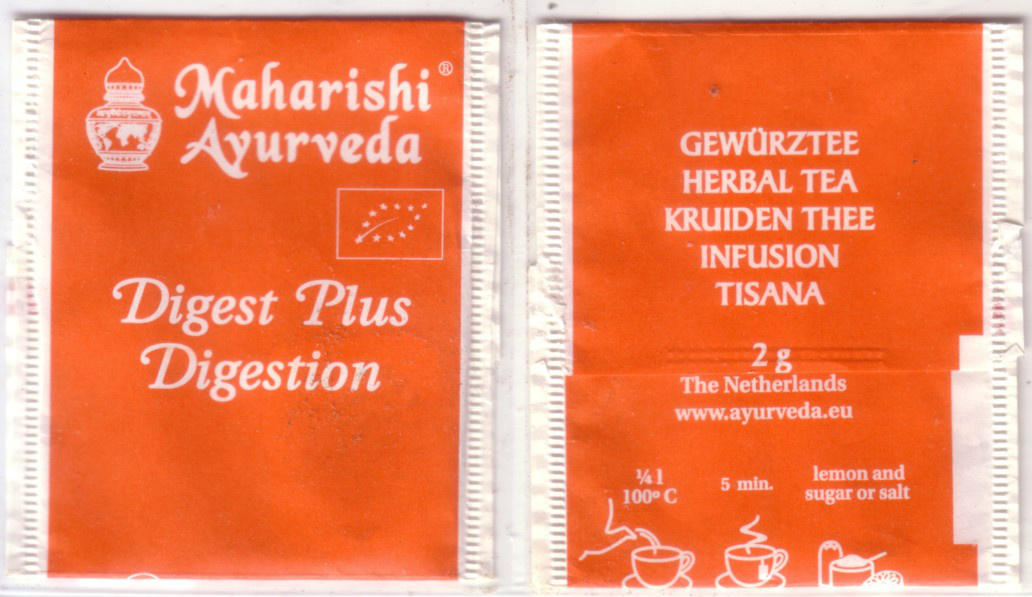 Maharishi®
Ayurveda
Digest Plus
Digestion
GEWÜRZTEE
HERBAL TEA
KRUIDEN THEE
INFUSION
TISANA
2 g
The Netherlands
www.ayurveda.eu
¼ l
100º C
5 min.
lemon and
sugar or salt